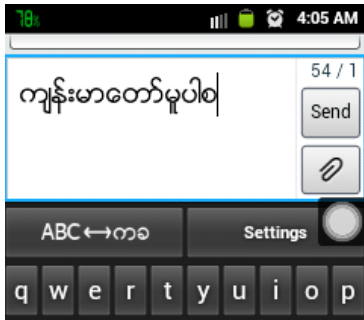 78%
4:05 AM
54 / 1
ကျန်းမာတော်မူပါစ
Send
ABC↔ကခ
Settings
q w e r t y u i o p